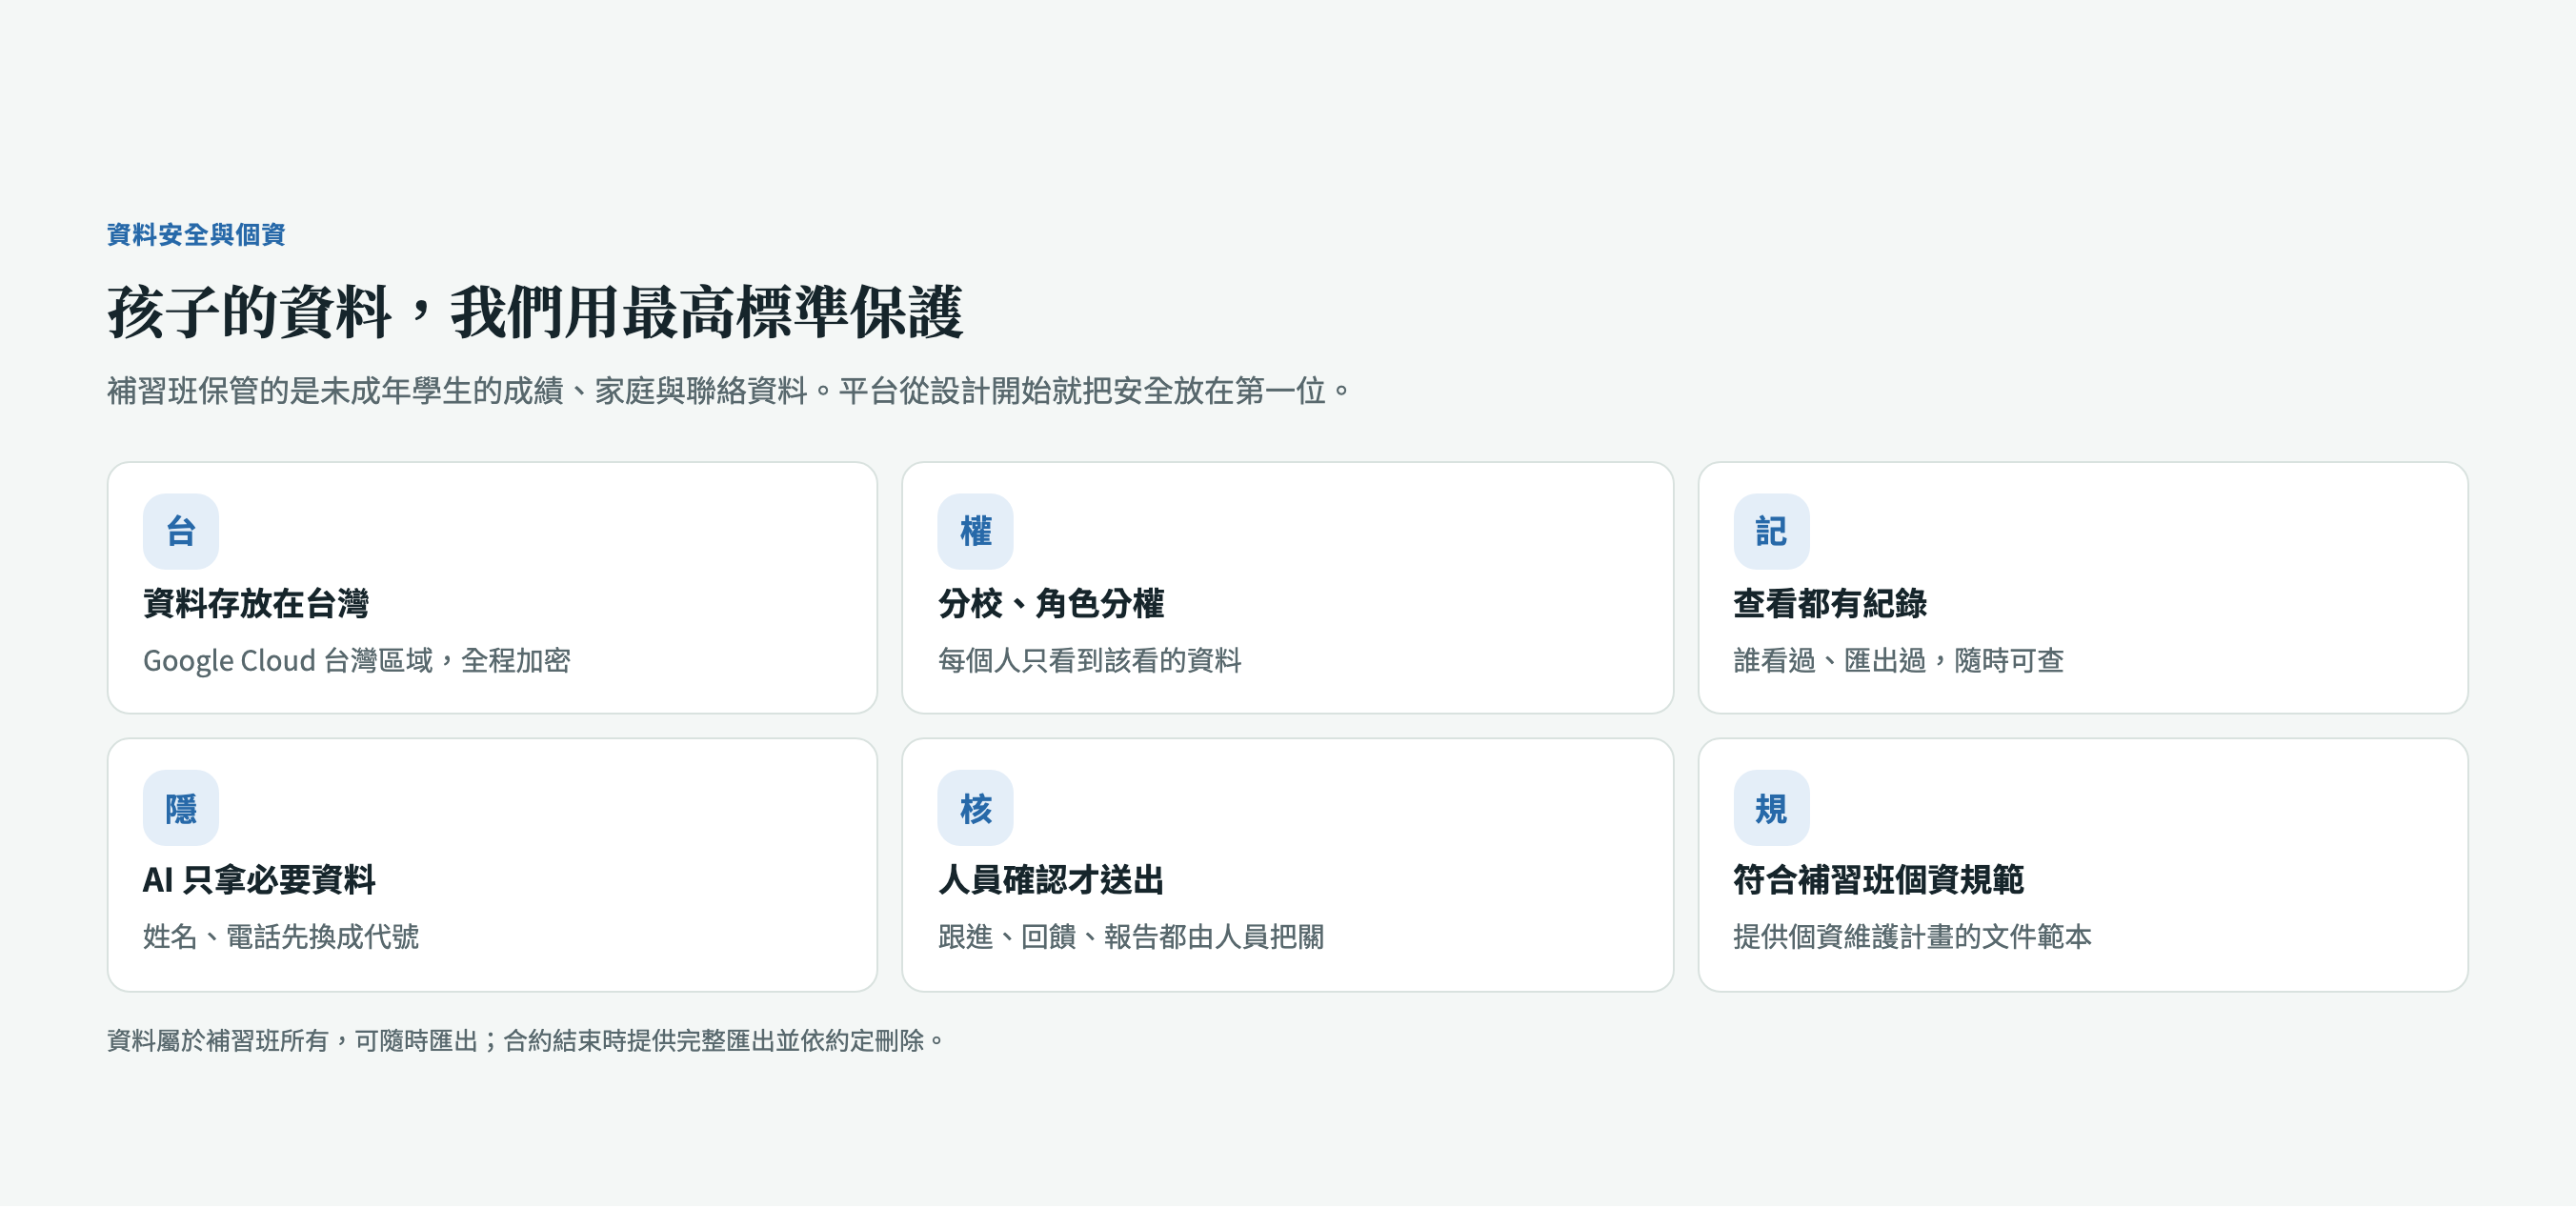 資料安全與個資
孩子的資料，我們用最高標準保護
補習班保管的是未成年學生的成績、家庭與聯絡資料。平台從設計開始就把安全放在第一位。
台
資料存放在台灣
Google Cloud 台灣區域，全程加密
權
分校、角色分權
每個人只看到該看的資料
記
查看都有紀錄
誰看過、匯出過，隨時可查
隱
AI 只拿必要資料
姓名、電話先換成代號
核
人員確認才送出
跟進、回饋、報告都由人員把關
規
符合補習班個資規範
提供個資維護計畫的文件範本
資料屬於補習班所有，可隨時匯出；合約結束時提供完整匯出並依約定刪除。